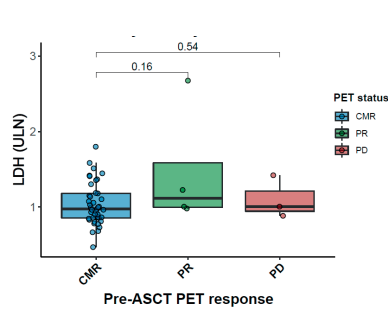 0.54
0.16
3
2
1
LDH (ULN)
CMR
PR
PD
Pre-ASCT PET response
PET status
CMR
PR
PD